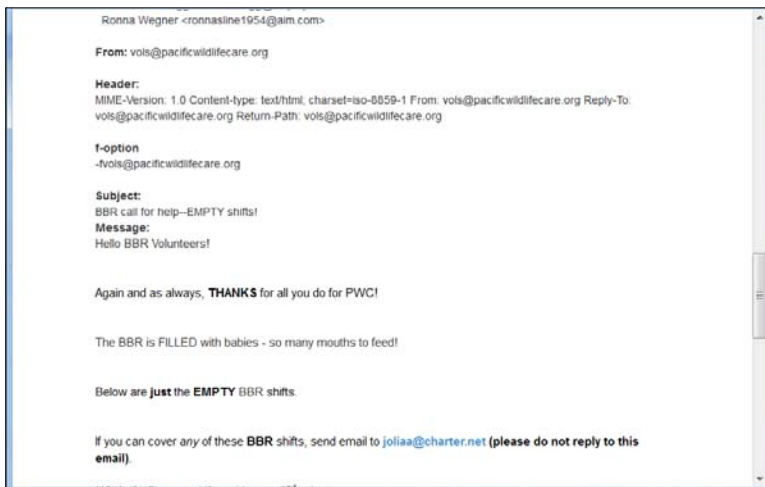 Ronna Wegner <ronnasline1954@aim.com>
From: vols@pacificwildlifecare.org
Header:
MIME-Version: 1.0 Content-type: text/html; charset=iso-8859-1 From: vols@pacificwildlifecare.org Reply-To:
vols@pacificwildlifecare.org Return-Path: vols@pacificwildlifecare.org
f-option
-fvols@pacificwildlifecare.org
Subject:
BBR call for help--EMPTY shifts!
Message:
Hello BBR Volunteers!
Again and as always, THANKS for all you do for PWC!
The BBR is FILLED with babies - so many mouths to feed!
Below are just the EMPTY BBR shifts.
If you can cover any of these BBR shifts, send email to joliaa@charter.net (please do not reply to this
email).